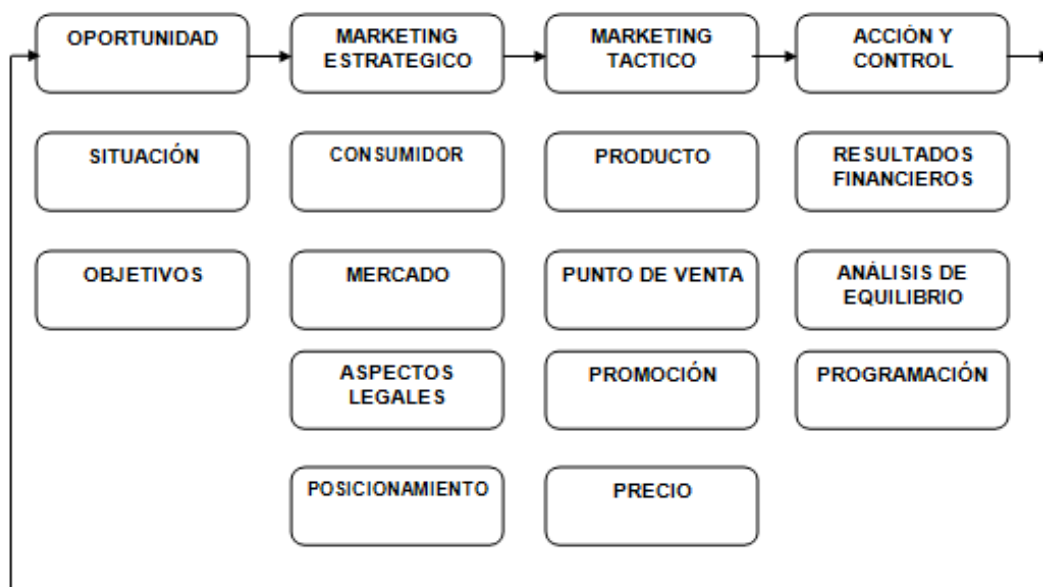 OPORTUNIDAD
MARKETING
ESTRATEGICO
MARKETING
TACTICO
ACCIÓN Y
CONTROL
SITUACIÓN
CONSUMIDOR
PRODUCTO
RESULTADOS
FINANCIEROS
OBJETIVOS
MERCADO
PUNTO DE VENTA
ANÁLISIS DE
EQUILIBRIO
ASPECTOS
LEGALES
PROMOCIÓN
PROGRAMACIÓN
POSICIONAMIENTO
PRECIO